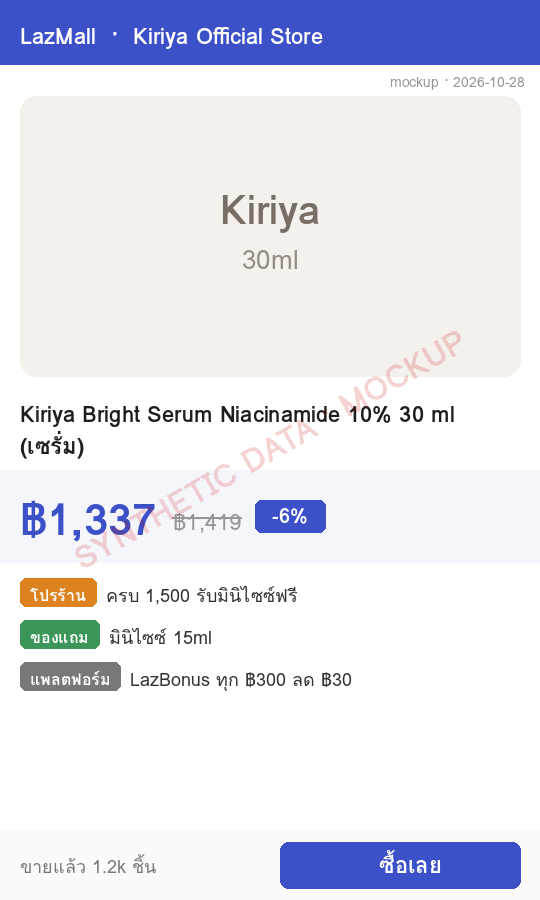 LazMall · Kiriya Official Store
mockup · 2026-10-28
Kiriya
30ml
SYNTHETIC DATA · MOCKUP
Kiriya Bright Serum Niacinamide 10% 30 ml
(เซรั่ม)
฿1,337 ฿1,419 -6%
โปรร้าน ครบ 1,500 รับมินิไซซ์ฟรี
ของแถม มินิไซซ์ 15ml
แพลตฟอร์ม LazBonus ทุก ฿300 ลด ฿30
ขายแล้ว 1.2k ชิ้น ซื้อเลย